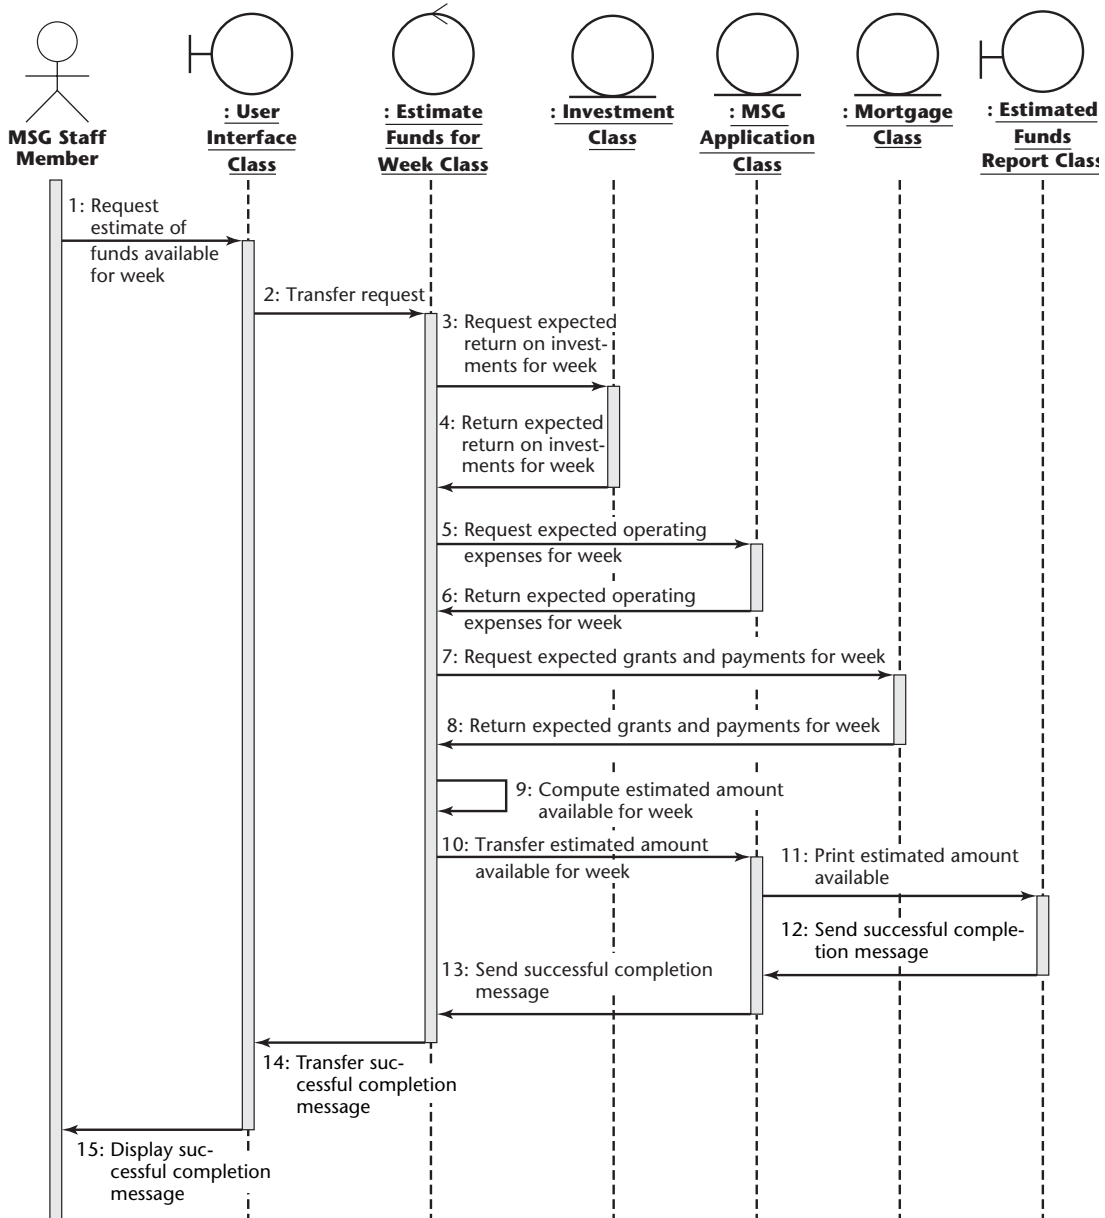 MSG Staff
Member
: User
Interface
Class
: Estimate
Funds for
Week Class
: Investment
Class
: MSG
Application
Class
: Mortgage
Class
: Estimated
Funds
Report Class
1: Request
estimate of
funds available
for week
2: Transfer request
3: Request expected
return on invest-
ments for week
4: Return expected
return on invest-
ments for week
5: Request expected operating
expenses for week
6: Return expected operating
expenses for week
7: Request expected grants and payments for week
8: Return expected grants and payments for week
9: Compute estimated amount
available for week
10: Transfer estimated amount
available for week
11: Print estimated amount
available
12: Send successful comple-
tion message
13: Send successful completion
message
14: Transfer suc-
cessful completion
message
15: Display suc-
cessful completion
message